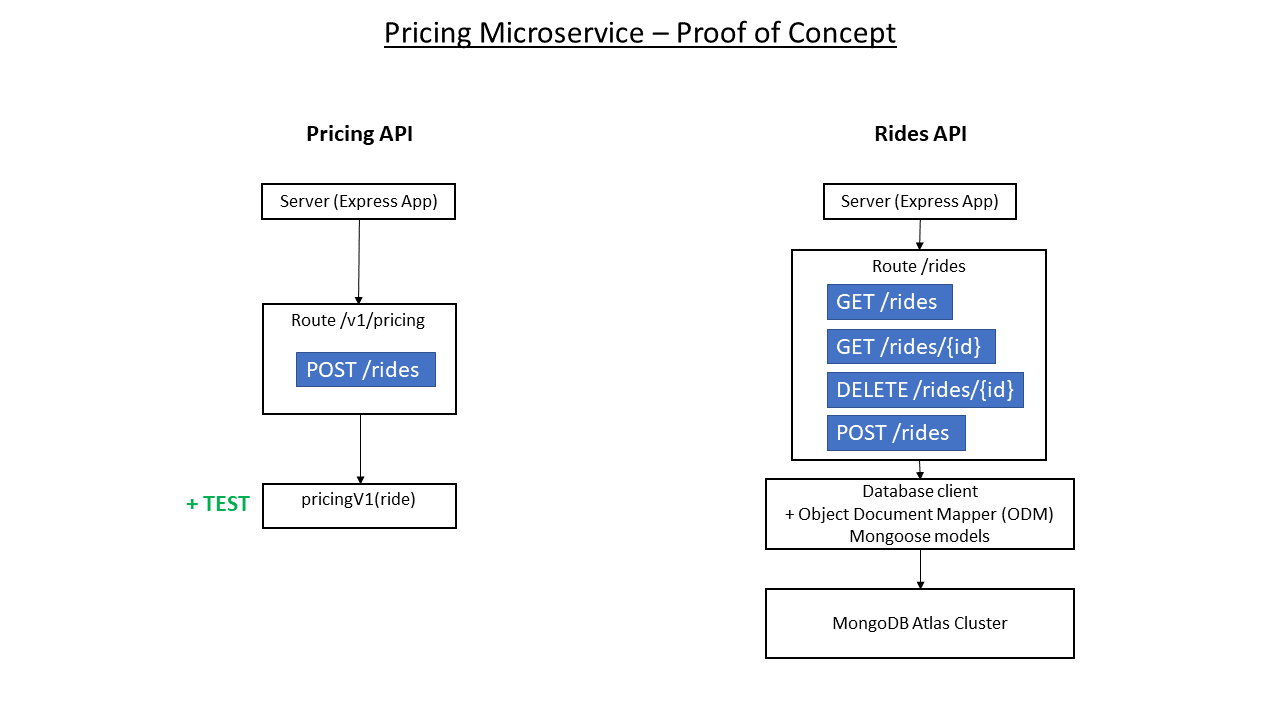 Pricing Microservice – Proof of Concept
Pricing API
Server (Express App)
Route /v1/pricing
POST /rides
+ TEST
pricingV1(ride)
Rides API
Server (Express App)
Route /rides
GET /rides
GET /rides/{id}
DELETE /rides/{id}
POST /rides
Database client
+ Object Document Mapper (ODM)
Mongoose models
MongoDB Atlas Cluster